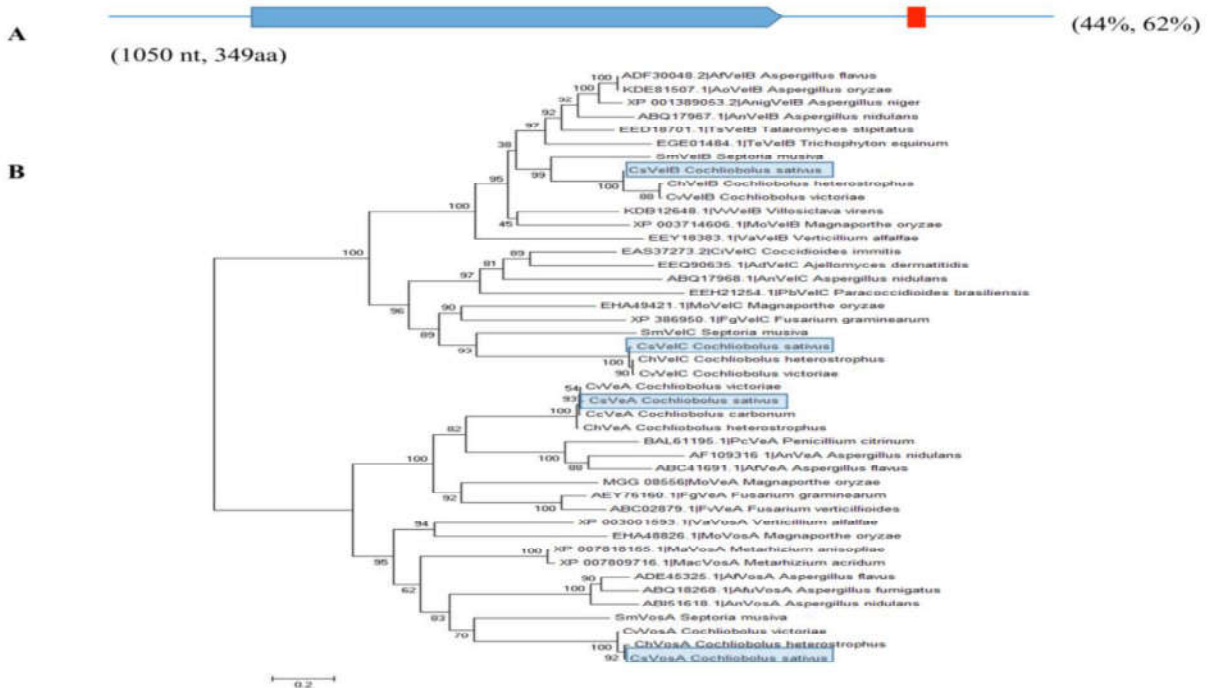 A
(44%, 62%)
(1050 nt, 349aa)
B
100 ADF30048.2|AfVelB Aspergillus flavus
100 KDE81507.1|AoVelB Aspergillus oryzae
92 XP 001389053.2|AnigVelB Aspergillus niger
92 ABQ17967.1|AnVelB Aspergillus nidulans
97 EED18701.1|TsVelB Talaromyces stipitatus
38 EGE01484.1|TeVelB Trichophyton equinum
SmVelB Septoria musiva
99 CsVelB Cochliobolus sativus
100 ChVelB Cochliobolus heterostrophus
95 88 CvVelB Cochliobolus victoriae
KDB12648.1|VvVelB Villosiclava virens
100 45 XP 003714606.1|MoVelB Magnaporthe oryzae
EEY18383.1|VaVelB Verticillium alfalfae
100 89 EAS37273.2|CiVelC Coccidioides immitis
81 EEQ90635.1|AdVelC Ajellomyces dermatitidis
97 ABQ17968.1|AnVelC Aspergillus nidulans
EEH21254.1|PbVelC Paracoccidioides brasiliensis
96 90 EHA49421.1|MoVelC Magnaporthe oryzae
XP 386950.1|FgVelC Fusarium graminearum
89 SmVelC Septoria musiva
CsVelC Cochliobolus sativus
100 ChVelC Cochliobolus heterostrophus
90 CvVelC Cochliobolus victoriae
54 CvVeA Cochliobolus victoriae
93 CsVeA Cochliobolus sativus
100 CcVeA Cochliobolus carbonum
82 ChVeA Cochliobolus heterostrophus
BAL61195.1|PcVeA Penicillium citrinum
100 100 AF109316 1|AnVeA Aspergillus nidulans
88 ABC41691.1|AfVeA Aspergillus flavus
MGG 08556|MoVeA Magnaporthe oryzae
92 AEY76160.1|FgVeA Fusarium graminearum
100 ABC02879.1|FvVeA Fusarium verticillioides
94 XP 003001593.1|VaVosA Verticillium alfalfae
EHA48826.1|MoVosA Magnaporthe oryzae
95 100 XP 007818165.1|MaVosA Metarhizium anisopliae
XP 007809716.1|MacVosA Metarhizium acridum
62 90 ADE45325.1|AfVosA Aspergillus flavus
100 ABQ18268.1|AfuVosA Aspergillus fumigatus
ABI51618.1|AnVosA Aspergillus nidulans
83 SmVosA Septoria musiva
70 CvVosA Cochliobolus victoriae
100 ChVosA Cochliobolus heterostrophus
92 CsVosA Cochliobolus sativus
0.2